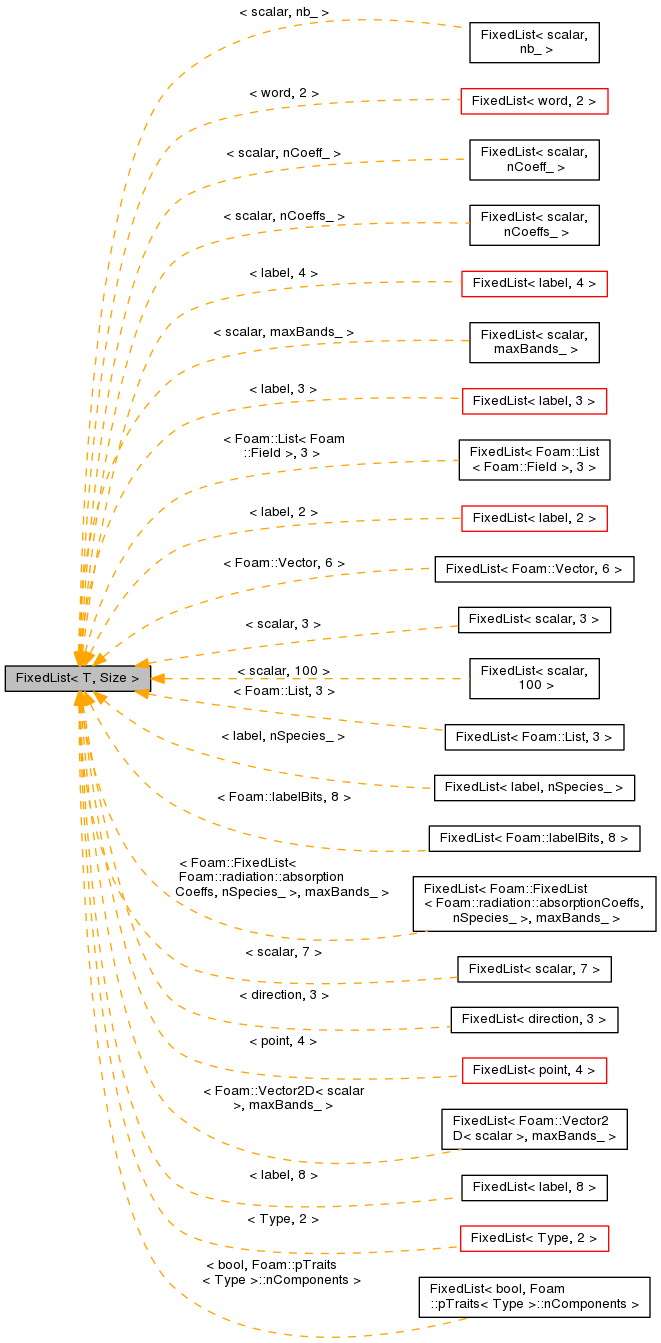 < scalar, nb_ >
FixedList< scalar,
nb_ >
< word, 2 >
FixedList< word, 2 >
< scalar, nCoeff_ >
FixedList< scalar,
nCoeff_ >
< scalar, nCoeffs_ >
FixedList< scalar,
nCoeffs_ >
< label, 4 >
FixedList< label, 4 >
< scalar, maxBands_ >
FixedList< scalar,
maxBands_ >
< label, 3 >
FixedList< label, 3 >
< Foam::List< Foam
::Field >, 3 >
FixedList< Foam::List
< Foam::Field >, 3 >
< label, 2 >
FixedList< label, 2 >
< Foam::Vector, 6 >
FixedList< Foam::Vector, 6 >
< scalar, 3 >
FixedList< scalar, 3 >
FixedList< T, Size >
< scalar, 100 >
FixedList< scalar,
100 >
< Foam::List, 3 >
FixedList< Foam::List, 3 >
< label, nSpecies_ >
FixedList< label, nSpecies_ >
< Foam::labelBits, 8 >
FixedList< Foam::labelBits, 8 >
< Foam::FixedList<
Foam::radiation::absorption
Coeffs, nSpecies_ >, maxBands_ >
FixedList< Foam::FixedList
< Foam::radiation::absorptionCoeffs,
nSpecies_ >, maxBands_ >
< scalar, 7 >
FixedList< scalar, 7 >
< direction, 3 >
FixedList< direction, 3 >
< point, 4 >
FixedList< point, 4 >
< Foam::Vector2D< scalar
>, maxBands_ >
FixedList< Foam::Vector2
D< scalar >, maxBands_ >
< label, 8 >
FixedList< label, 8 >
< Type, 2 >
FixedList< Type, 2 >
< bool, Foam::pTraits
< Type >::nComponents >
FixedList< bool, Foam
::pTraits< Type >::nComponents >